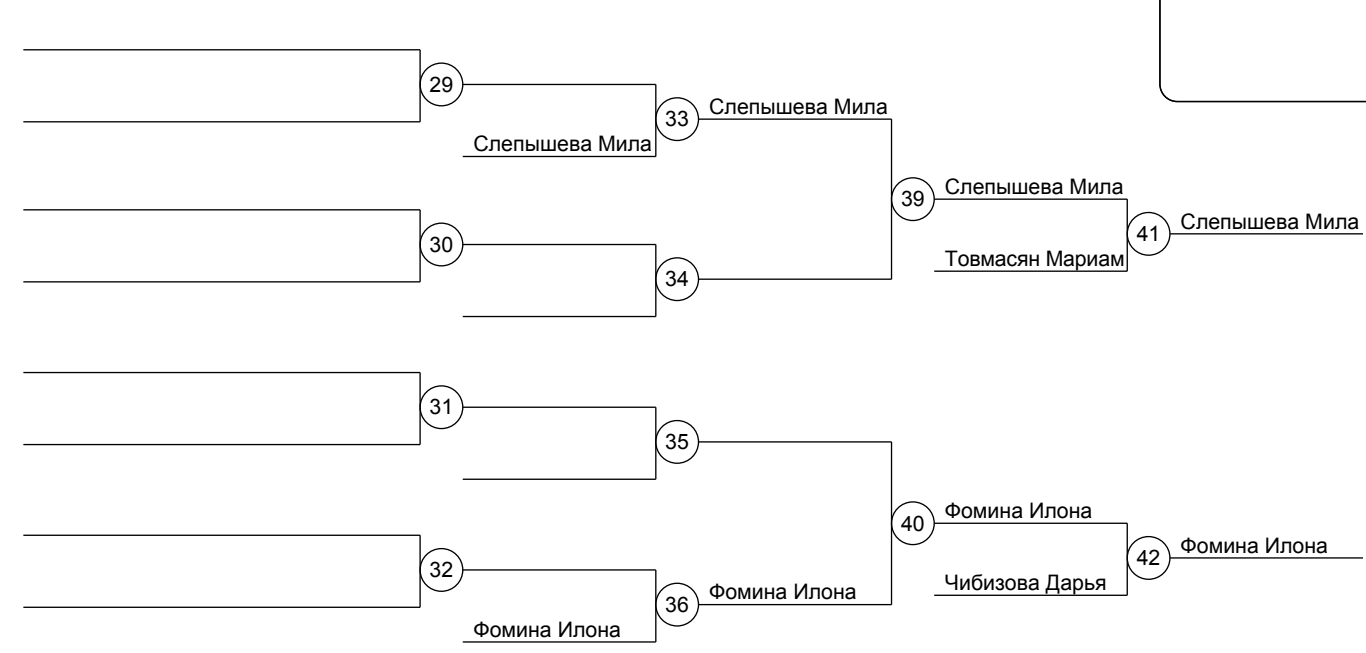 29
33 Слепышева Мила
Слепышева Мила
39 Слепышева Мила
41 Слепышева Мила
30
Товмасян Мариам
34
31
35
40 Фомина Илона
42 Фомина Илона
32
Чибизова Дарья
36 Фомина Илона
Фомина Илона